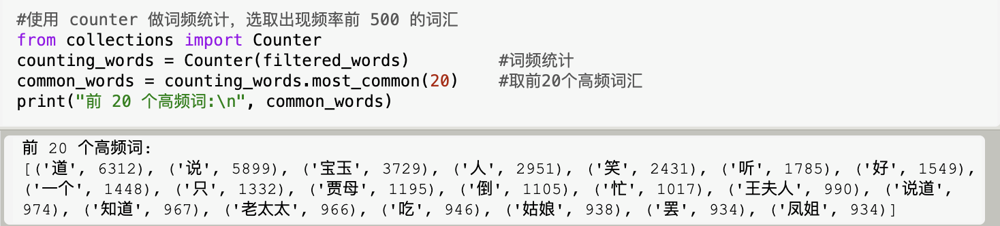 #使用 counter 做词频统计，选取出现频率前 500 的词汇
from collections import Counter
counting_words = Counter(filtered_words)         #词频统计
common_words = counting_words.most_common(20)    #取前20个高频词汇
print("前 20 个高频词:\n", common_words)
前 20 个高频词:
[('道', 6312), ('说', 5899), ('宝玉', 3729), ('人', 2951), ('笑', 2431), ('听', 1785), ('好', 1549),
('一个', 1448), ('只', 1332), ('贾母', 1195), ('倒', 1105), ('忙', 1017), ('王夫人', 990), ('说道',
974), ('知道', 967), ('老太太', 966), ('吃', 946), ('姑娘', 938), ('罢', 934), ('凤姐', 934)]